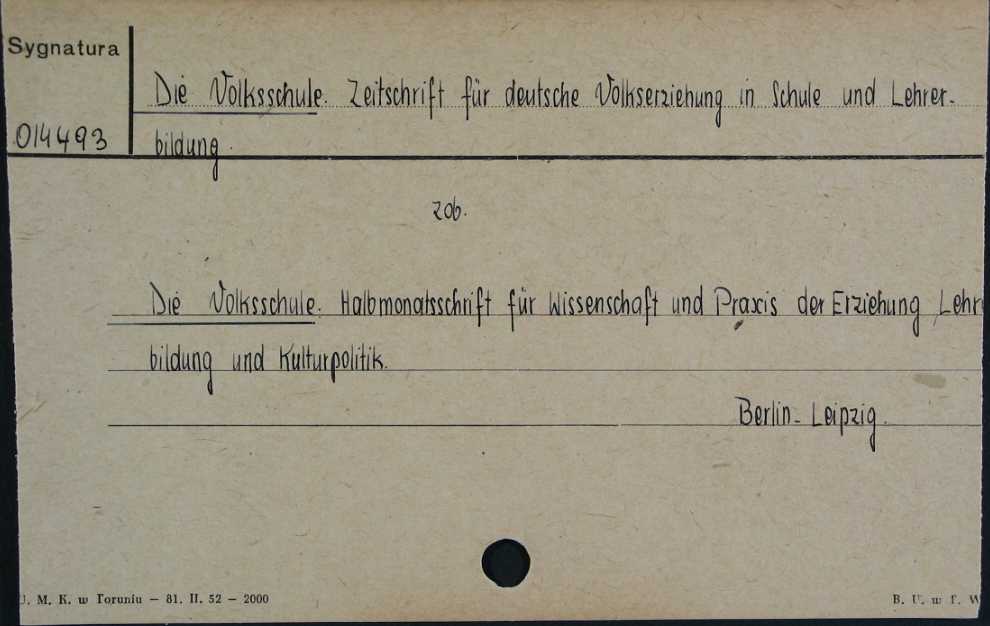 Sygnatura
Die Volksschule. Zeitschrift für deutsche Volkserziehung in Schule und Lehrer-
014493
bildung.
zob.
Die Volksschule. Halbmonatsschrift für Wissenschaft und Praxis der Erziehung, Lehr
bildung und Kulturpolitik.
Berlin-Leipzig.
U. M. K. w Toruniu — 81. II. 52 — 2000
B. U. w T. W